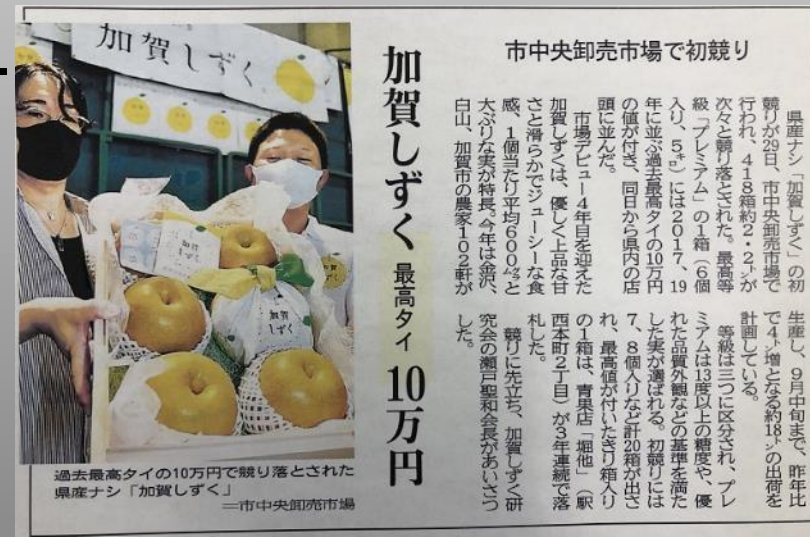 市中央卸売市場で初競り
加賀しずく 最高タイ 10万円
県産ナシ「加賀しずく」の初
競りが29日、市中央卸売市場で
行われ、418箱約2・2㌧が
次々と競り落とされた。最高等
級「プレミアム」の1箱(6個
入り、5㌔)には2017、19
年に並ぶ過去最高タイの10万円
の値が付き、同日から県内の店
頭に並んだ。
市場デビュー4年目を迎えた
加賀しずくは、優しく上品な甘
さと滑らかでジューシーな食
感、1個当たり平均600㌘と
大ぶりな実が特長。今年は金沢、
白山、加賀市の農家102軒が
生産し、9月中旬まで、昨年比
で4㌧増となる約18㌧の出荷を
計画している。
等級は三つに区分され、プレ
ミアムは13度以上の糖度や、優
れた品質外観などの基準を満た
した実が選ばれる。初競りには
7、8個入りなど計20箱が出さ
れ、最高値が付いた6個入り
の1箱は、青果店「堀他」(駅
西本町2丁目)が3年連続で落
札した。
競りに先立ち、加賀しずく研
究会の瀬戸聖和会長があいさつ
した。
加賀しずく
加賀しずく
加賀しずく
過去最高タイの10万円で競り落とされた
県産ナシ「加賀しずく」
=市中央卸売市場